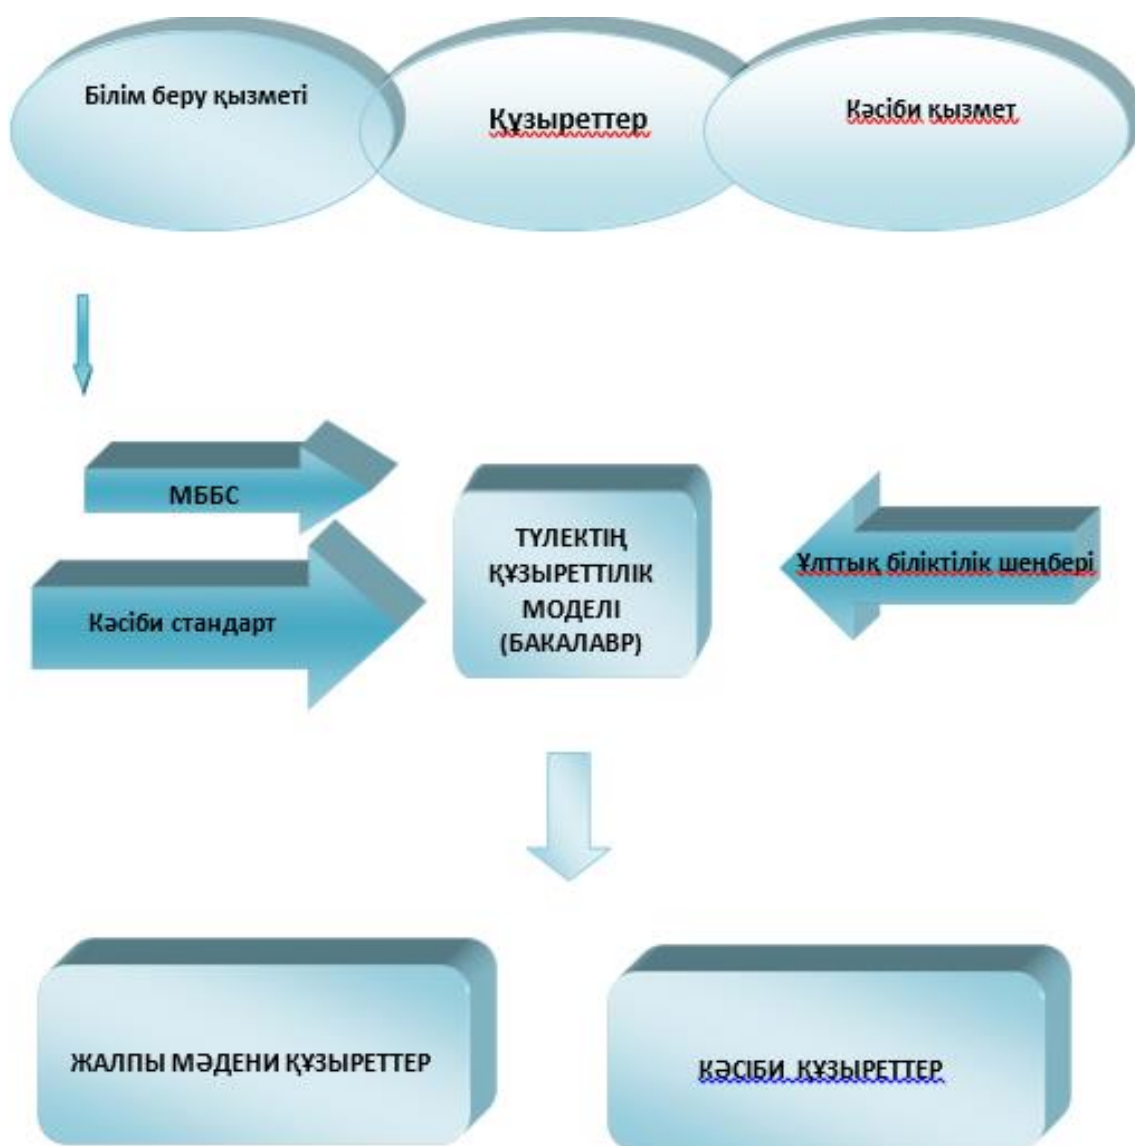 Білім беру қызметі
Құзыреттер
Кәсіби қызмет
МББС
Кәсіби стандарт
ТҮЛЕКТІҢ
ҚҰЗЫРЕТТІЛІК
МОДЕЛІ
(БАКАЛАВР)
Ұлттық біліктілік шеңбері
ЖАЛПЫ МӘДЕНИ ҚҰЗЫРЕТТЕР
КӘСІБИ ҚҰЗЫРЕТТЕР